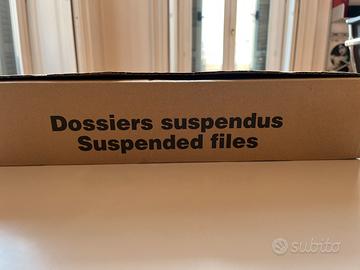 Dossiers suspendus
Suspended files
subito